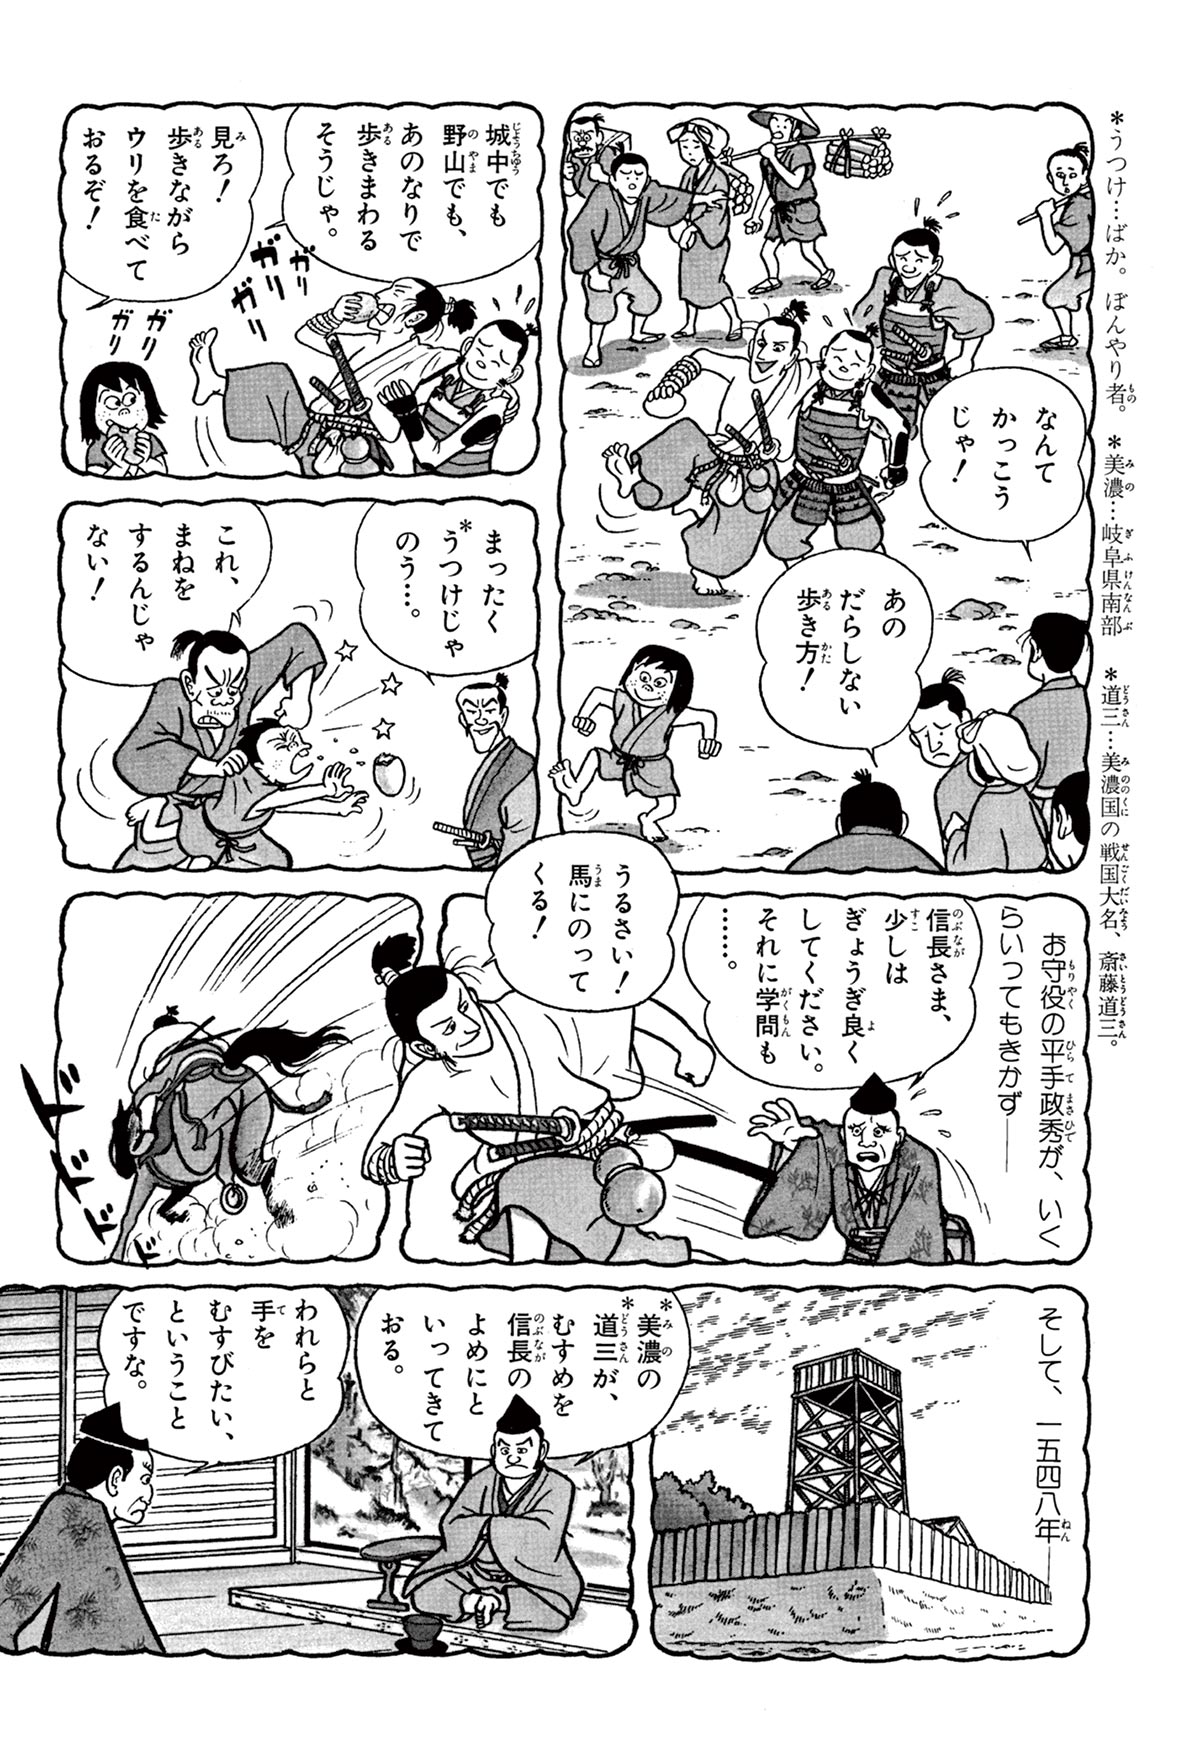 ＊うつけ…ばか。ぼんやり者。　＊美濃…岐阜県南部　＊道三…美濃国の戦国大名、斎藤道三。
なんて
かっこう
じゃ！
あの
だらしない
歩き方！
城中でも
野山でも、
あのなりで
歩きまわる
そうじゃ。
見ろ！
歩きながら
ウリを食べて
おるぞ！
ガリ
ガリ
ガリ
ガリ
ガリ
まったく
＊うつけじゃ
のう…。
これ、
まねを
するんじゃ
ない！
お守役の平手政秀が、いく
らいってもきかず──
信長さま、
少しは
ぎょうぎ良く
してください。
それに学問も
……。
うるさい！
馬にのって
くる！
ドドドドドド
そして、一五四八年──
＊美濃の
＊道三が、
むすめを
信長の
よめにと
いってきて
おる。
われらと
手を
むすびたい、
ということ
ですな。